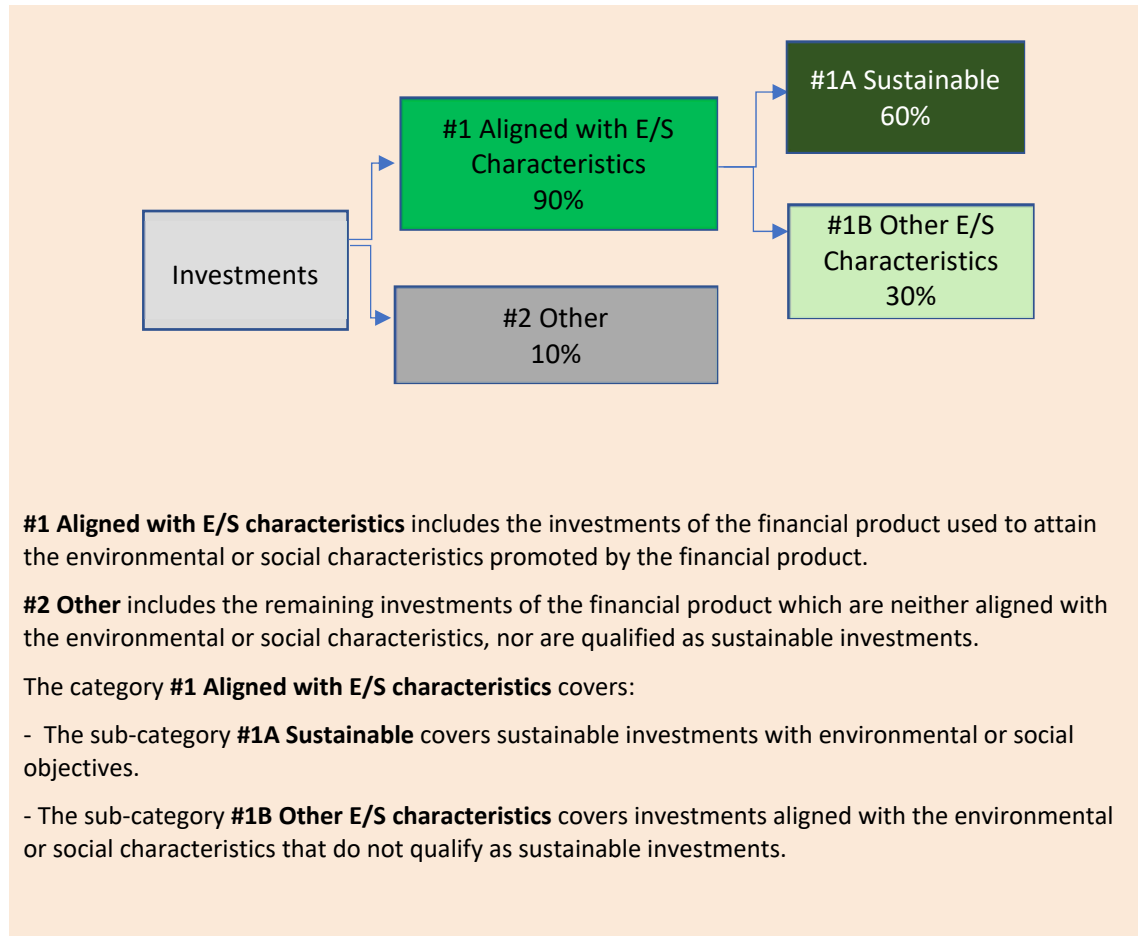 #1A Sustainable
60%
#1 Aligned with E/S
Characteristics
90%
#1B Other E/S
Characteristics
30%
Investments
#2 Other
10%
#1 Aligned with E/S characteristics includes the investments of the financial product used to attain
the environmental or social characteristics promoted by the financial product.
#2 Other includes the remaining investments of the financial product which are neither aligned with
the environmental or social characteristics, nor are qualified as sustainable investments.
The category #1 Aligned with E/S characteristics covers:
- The sub-category #1A Sustainable covers sustainable investments with environmental or social
objectives.
- The sub-category #1B Other E/S characteristics covers investments aligned with the environmental
or social characteristics that do not qualify as sustainable investments.